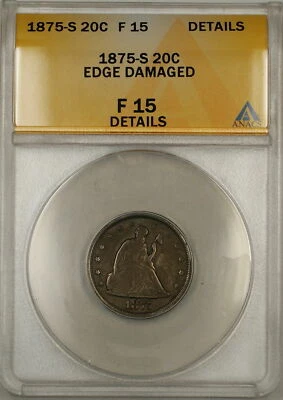 1875-S 20C F 15 DETAILS
1875-S 20C
EDGE DAMAGED
F 15
DETAILS
ANACS